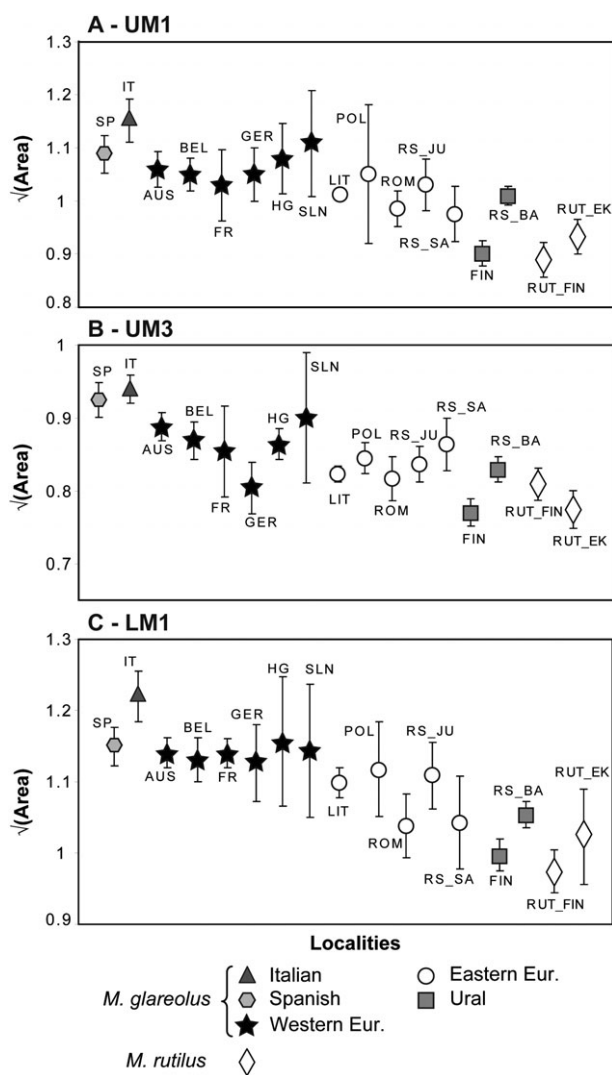 A - UM1
1.3
1.2
1.1
1
0.9
0.8
√(Area)
SP
IT
AUS
BEL
FR
GER
HG
SLN
LIT
POL
ROM
RS_JU
RS_SA
FIN
RS_BA
RUT_FIN
RUT_EK
B - UM3
1
0.9
0.8
0.7
√(Area)
SP
IT
AUS
BEL
FR
GER
HG
SLN
LIT
POL
ROM
RS_JU
RS_SA
FIN
RS_BA
RUT_FIN
RUT_EK
C - LM1
1.3
1.2
1.1
1
0.9
√(Area)
SP
IT
AUS
BEL
FR
GER
HG
SLN
LIT
POL
ROM
RS_JU
RS_SA
FIN
RS_BA
RUT_FIN
RUT_EK
Localities
M. glareolus
Italian
Spanish
Western Eur.
Eastern Eur.
Ural
M. rutilus